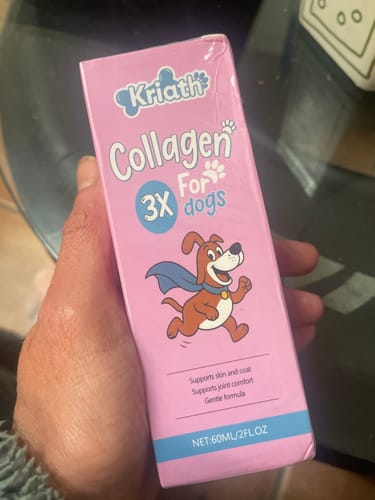 Kriath
Collagen
3X
For
dogs
Supports skin and coat
Supports joint comfort
Gentle formula
NET:60ML/2FL.OZ